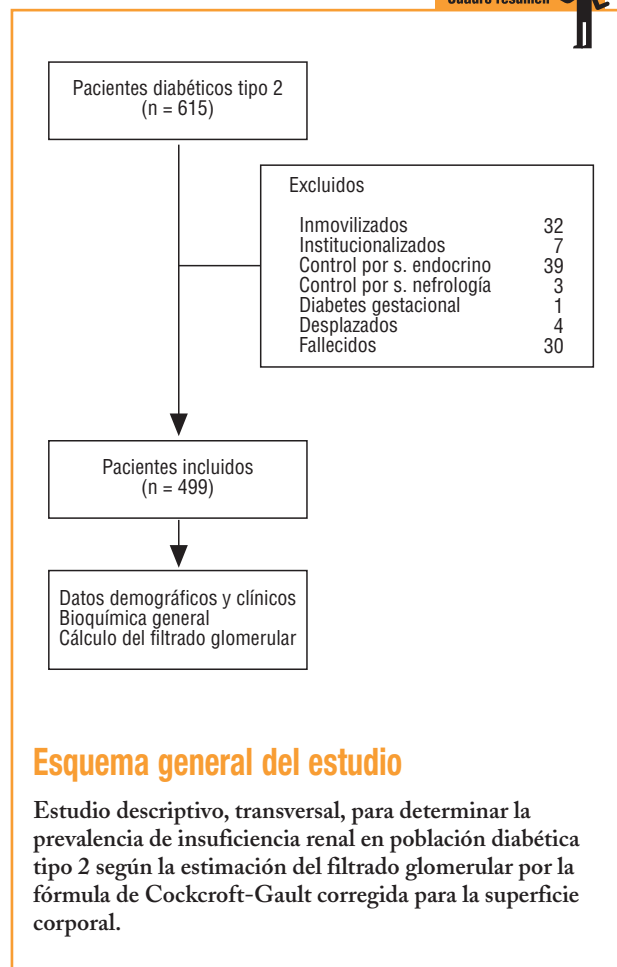 Cuadro resumen
Pacientes diabéticos tipo 2
(n = 615)
Excluidos
Inmovilizados 32
Institucionalizados 7
Control por s. endocrino 39
Control por s. nefrología 3
Diabetes gestacional 1
Desplazados 4
Fallecidos 30
Pacientes incluidos
(n = 499)
Datos demográficos y clínicos
Bioquímica general
Cálculo del filtrado glomerular
Esquema general del estudio
Estudio descriptivo, transversal, para determinar la
prevalencia de insuficiencia renal en población diabética
tipo 2 según la estimación del filtrado glomerular por la
fórmula de Cockcroft-Gault corregida para la superficie
corporal.